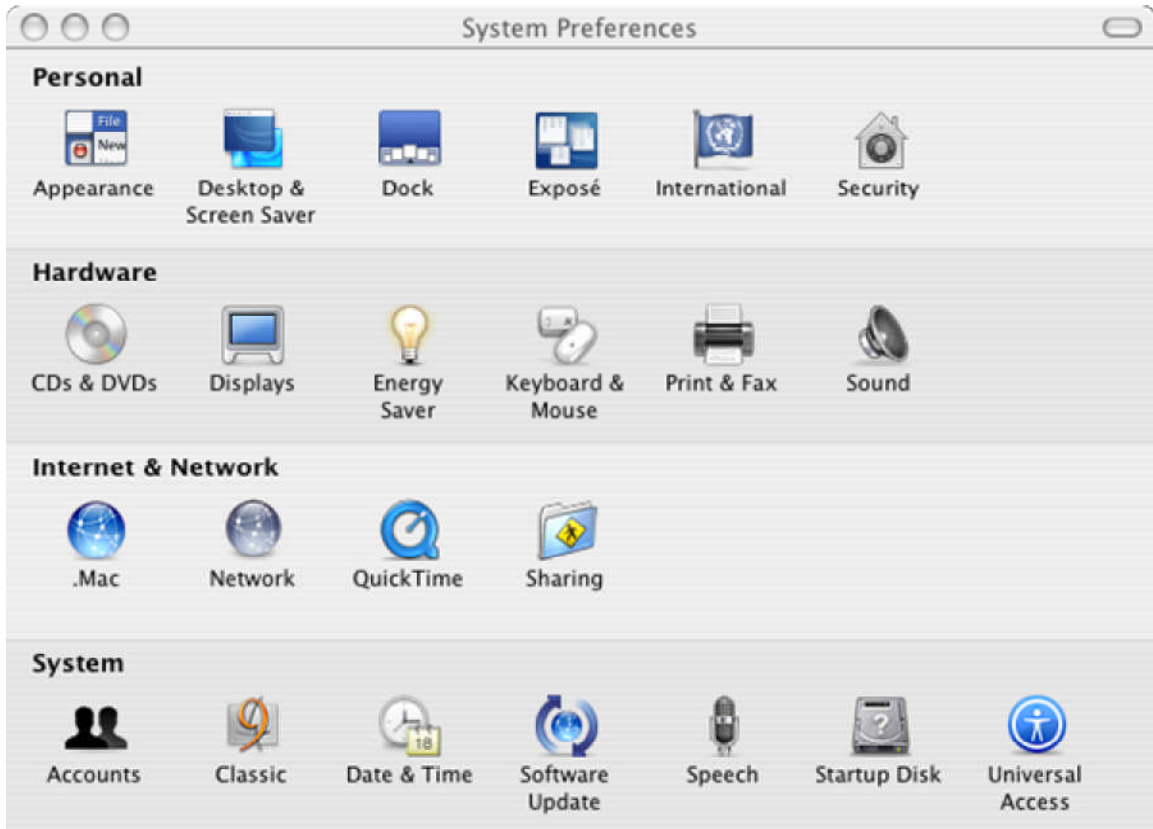 System Preferences
Personal
File
New
Appearance
Desktop &
Screen Saver
Dock
Exposé
International
Security
Hardware
CDs & DVDs
Displays
Energy
Saver
Keyboard &
Mouse
Print & Fax
Sound
Internet & Network
.Mac
Network
QuickTime
Sharing
System
9
18
?
Accounts
Classic
Date & Time
Software
Update
Speech
Startup Disk
Universal
Access